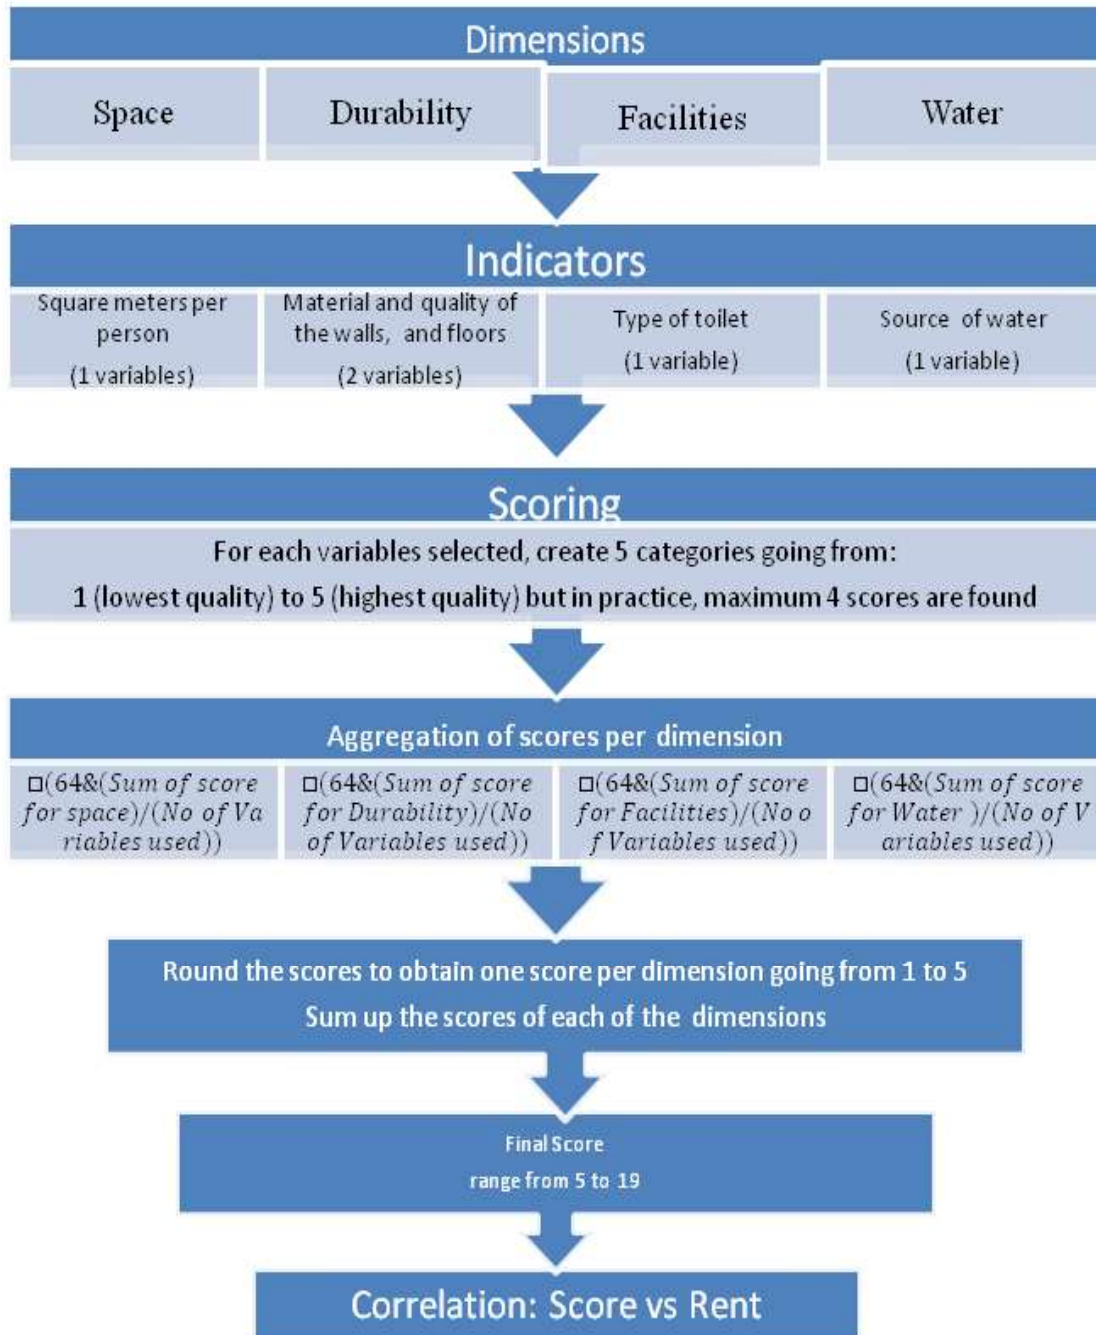 Dimensions
Space
Durability
Facilities
Water
Indicators
Square meters per
person
(1 variables)
Material and quality of
the walls, and floors
(2 variables)
Type of toilet
(1 variable)
Source of water
(1 variable)
Scoring
For each variables selected, create 5 categories going from:
1 (lowest quality) to 5 (highest quality) but in practice, maximum 4 scores are found
Aggregation of scores per dimension
□(64&(Sum of score
for space)/(No of Va
riables used))
□(64&(Sum of score
for Durability)/(No
of Variables used))
□(64&(Sum of score
for Facilities)/(No o
f Variables used))
□(64&(Sum of score
for Water )/(No of V
ariables used))
Round the scores to obtain one score per dimension going from 1 to 5
Sum up the scores of each of the dimensions
Final Score
range from 5 to 19
Correlation: Score vs Rent